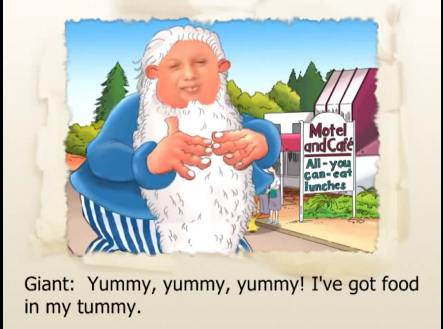 Motel
and Café
All-you
can-eat
lunches
Giant:  Yummy, yummy, yummy! I've got food
in my tummy.